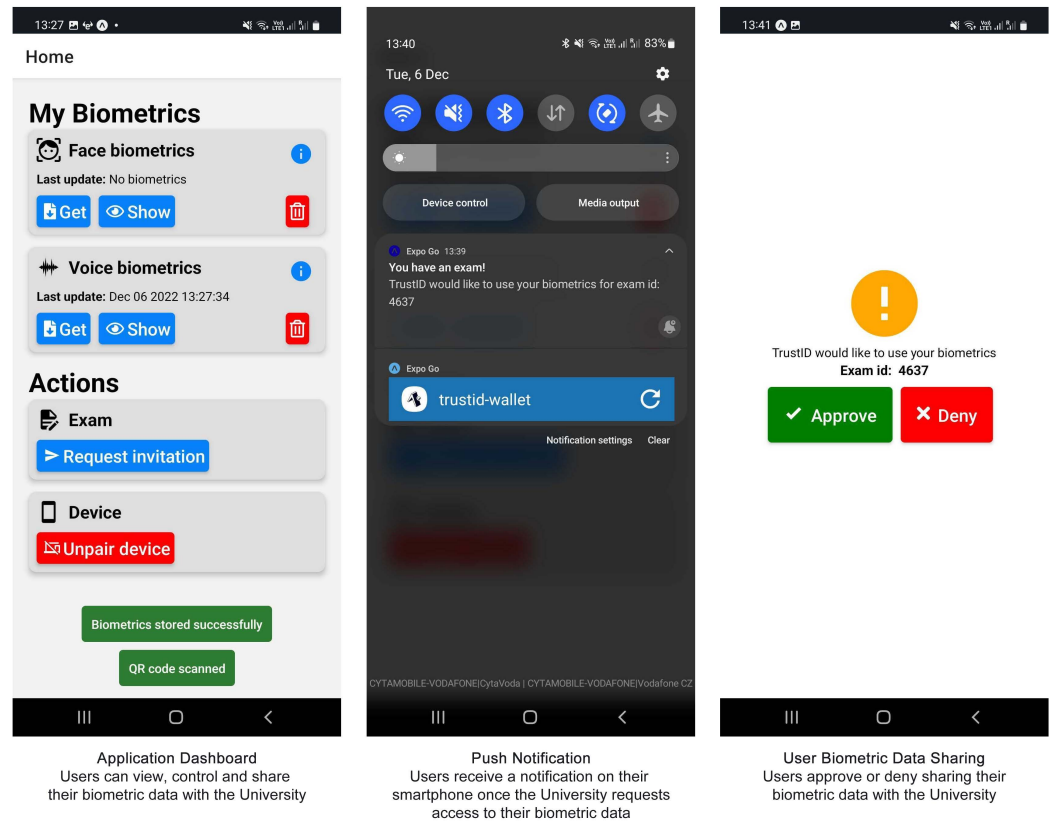 13:27
Home
My Biometrics
Face biometrics
Last update: No biometrics
Get
Show
Voice biometrics
Last update: Dec 06 2022 13:27:34
Get
Show
Actions
Exam
Request invitation
Device
Unpair device
Biometrics stored successfully
QR code scanned
Application Dashboard
Users can view, control and share
their biometric data with the University
13:40
83%
Tue, 6 Dec
Device control
Media output
Expo Go 13:39
You have an exam!
TrustID would like to use your biometrics for exam id:
4637
Expo Go
trustid-wallet
Notification settings Clear
CYTAMOBILE-VODAFONE|CytaVoda | CYTAMOBILE-VODAFONE|Vodafone CZ
Push Notification
Users receive a notification on their
smartphone once the University requests
access to their biometric data
13:41
TrustID would like to use your biometrics
Exam id: 4637
Approve
Deny
User Biometric Data Sharing
Users approve or deny sharing their
biometric data with the University